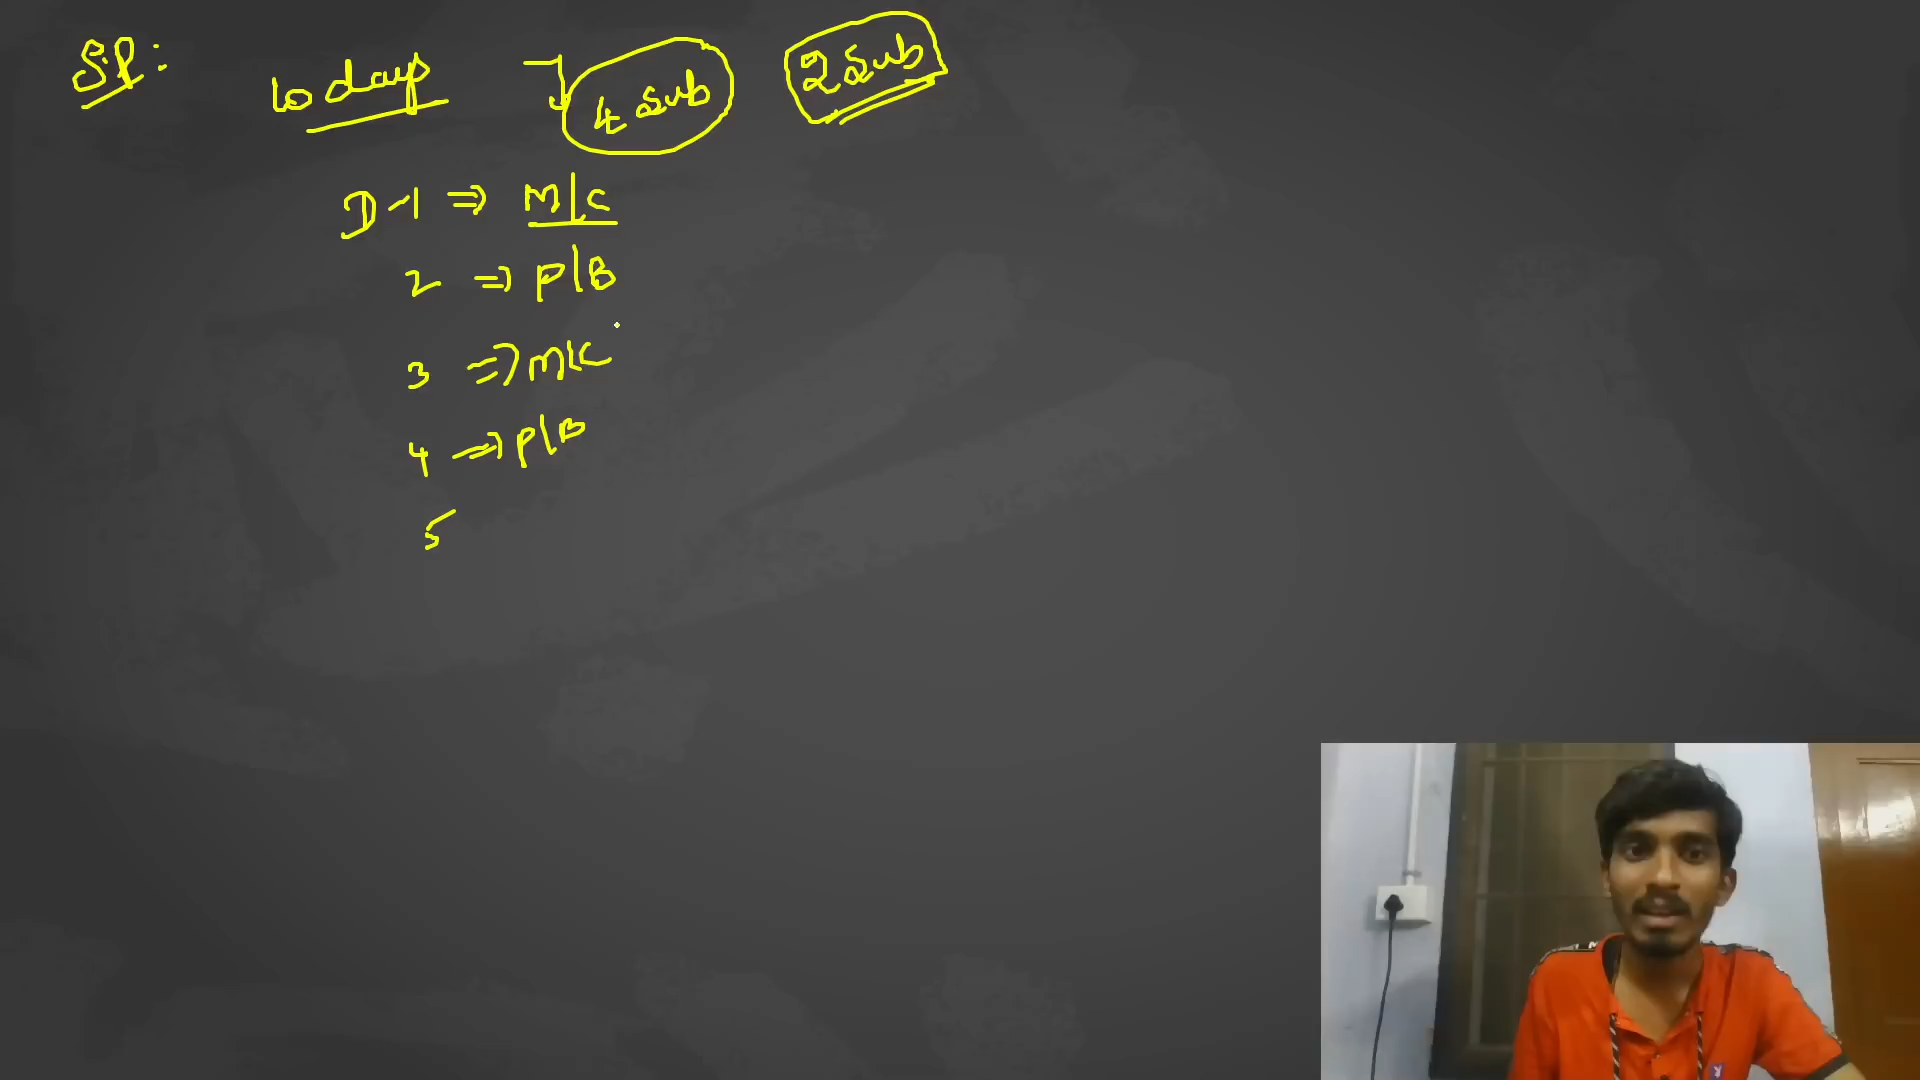 S.P:
10 days 4 Sub 2 Sub
D-1 ⇒ M|C
2 ⇒ P|B
3 ⇒ M|C
4 ⇒ P|B
5